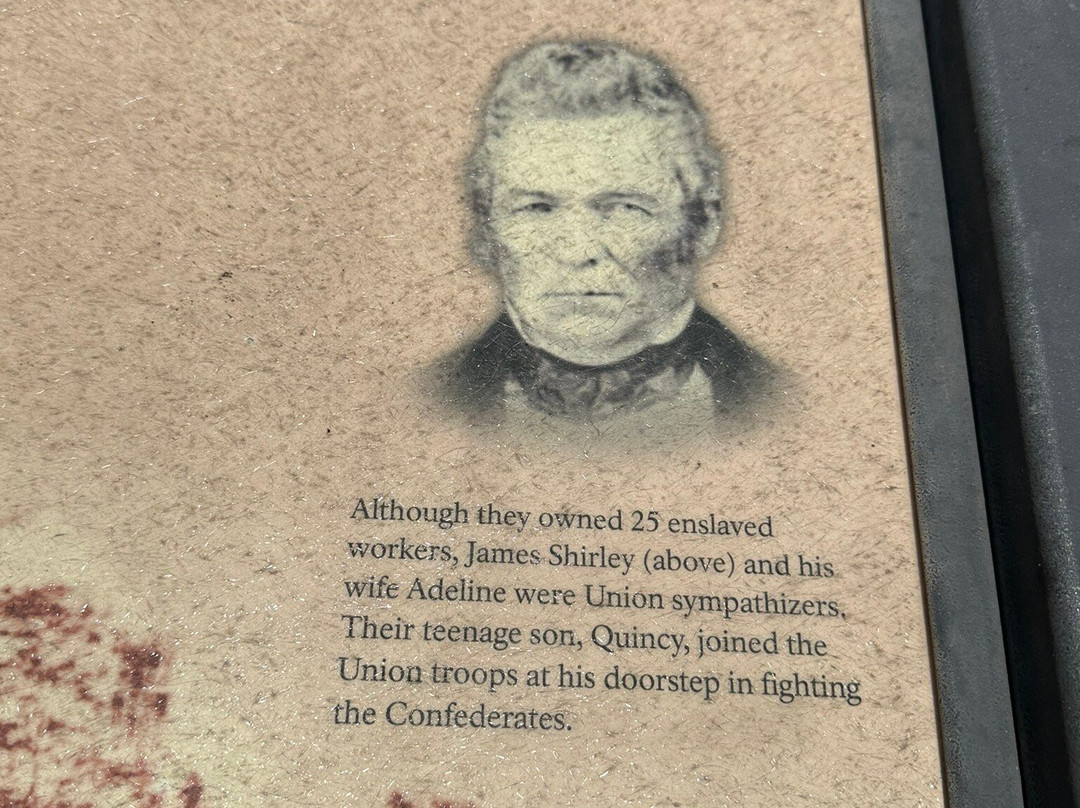 Although they owned 25 enslaved
workers, James Shirley (above) and his
wife Adeline were Union sympathizers.
Their teenage son, Quincy, joined the
Union troops at his doorstep in fighting
the Confederates.